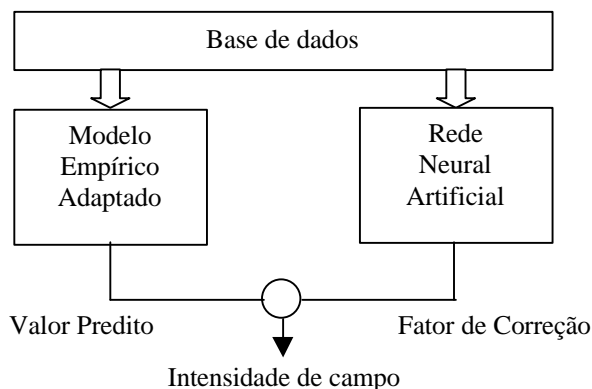 Base de dados
Modelo
Empírico
Adaptado
Rede
Neural
Artificial
Valor Predito
Fator de Correção
Intensidade de campo